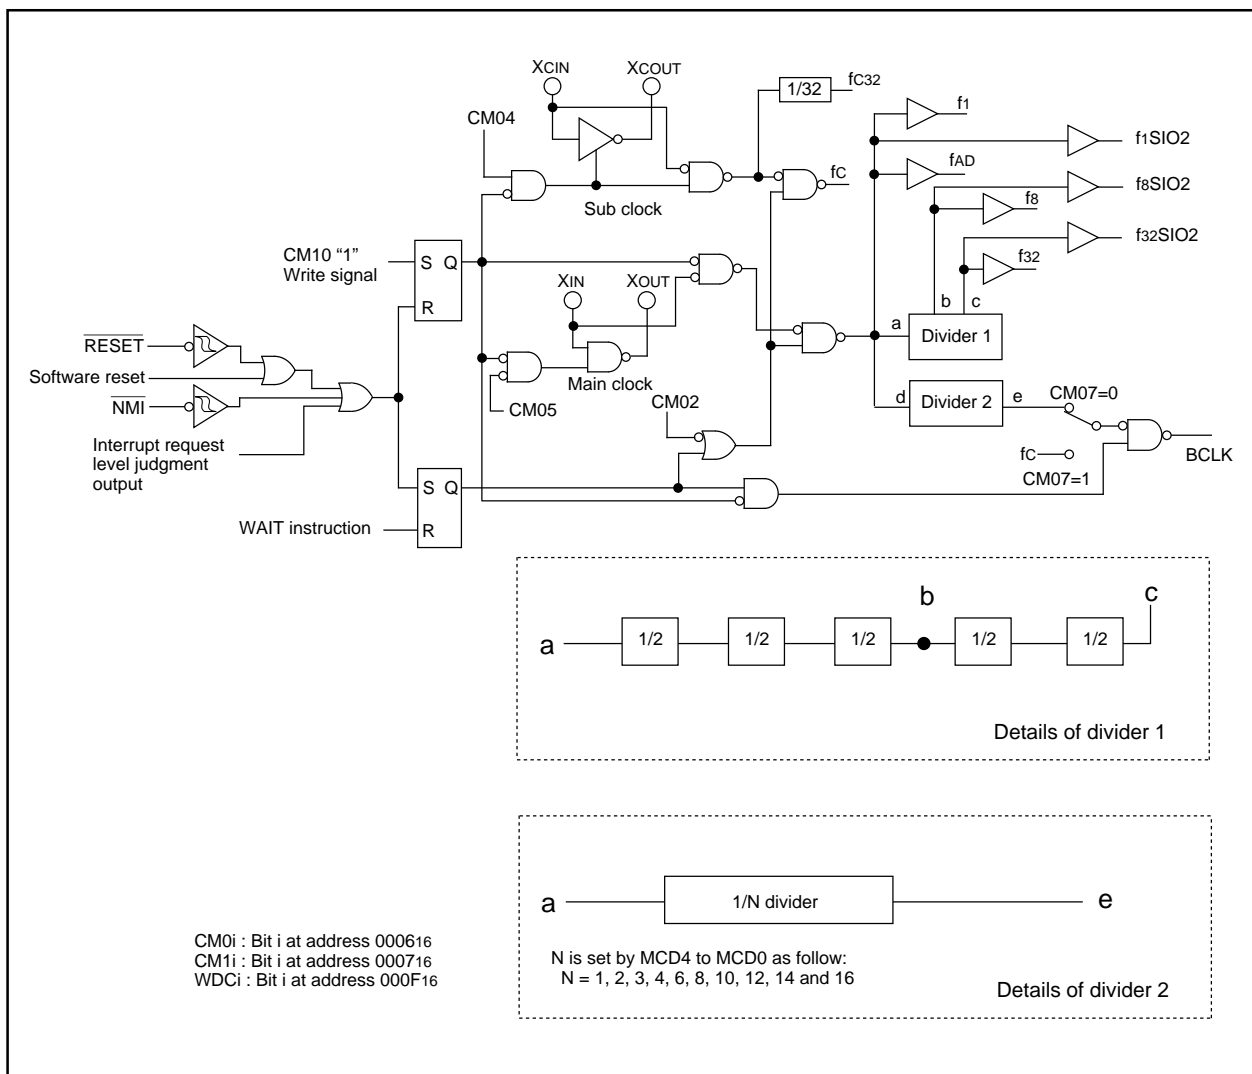 XCIN
XCOUT
1/32
fC32
CM04
f1
f1SIO2
fAD
fC
f8SIO2
Sub clock
f8
CM10 “1”
Write signal
S Q
R
f32SIO2
f32
XIN
XOUT
b
c
RESET
a
Divider 1
Software reset
Main clock
NMI
CM05
CM02
CM07=0
d
Divider 2
e
Interrupt request
level judgment
output
fC
BCLK
CM07=1
S Q
R
WAIT instruction
a
1/2
1/2
1/2
b
1/2
1/2
c
Details of divider 1
a
1/N divider
e
N is set by MCD4 to MCD0 as follow:
N = 1, 2, 3, 4, 6, 8, 10, 12, 14 and 16
Details of divider 2
CM0i : Bit i at address 000616
CM1i : Bit i at address 000716
WDCi : Bit i at address 000F16